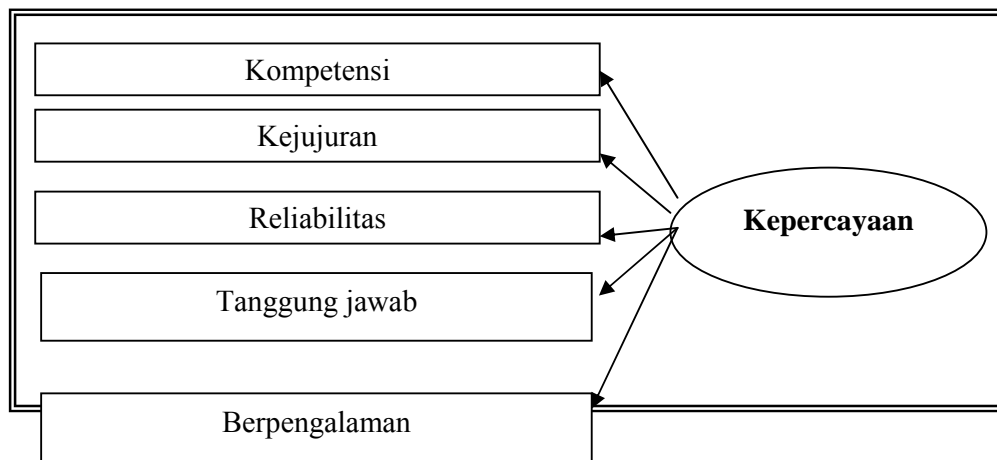 Kompetensi
Kejujuran
Reliabilitas
Kepercayaan
Tanggung jawab
Berpengalaman